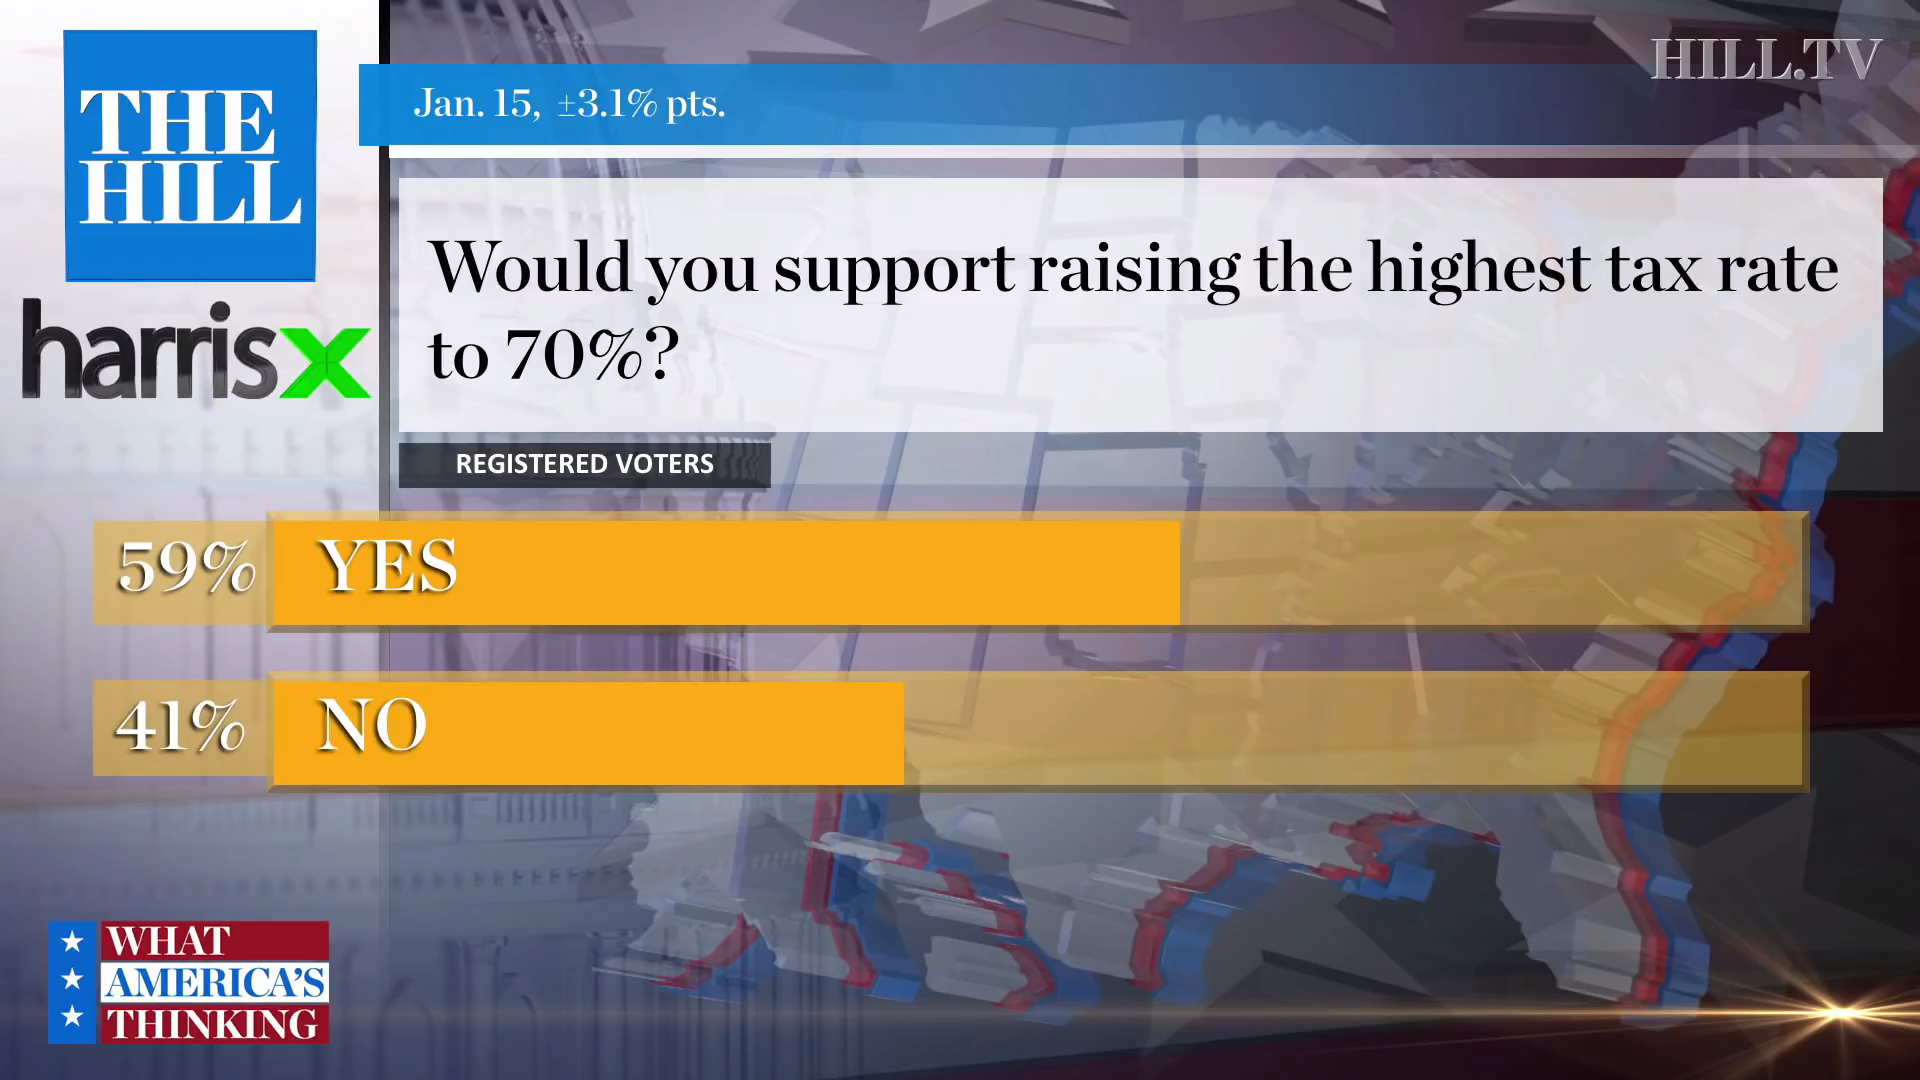 THE
HILL
harrisx
HILL.TV
Jan. 15, ±3.1% pts.
Would you support raising the highest tax rate
to 70%?
REGISTERED VOTERS
59% YES
41% NO
WHAT
AMERICA'S
THINKING